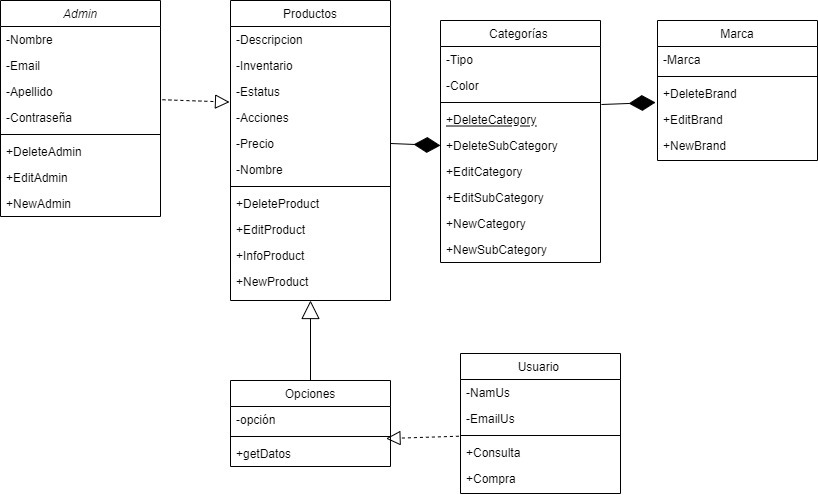 Admin
-Nombre
-Email
-Apellido
-Contraseña
+DeleteAdmin
+EditAdmin
+NewAdmin
Productos
-Descripcion
-Inventario
-Estatus
-Acciones
-Precio
-Nombre
+DeleteProduct
+EditProduct
+InfoProduct
+NewProduct
Categorías
-Tipo
-Color
+DeleteCategory
+DeleteSubCategory
+EditCategory
+EditSubCategory
+NewCategory
+NewSubCategory
Marca
-Marca
+DeleteBrand
+EditBrand
+NewBrand
Opciones
-opción
+getDatos
Usuario
-NamUs
-EmailUs
+Consulta
+Compra